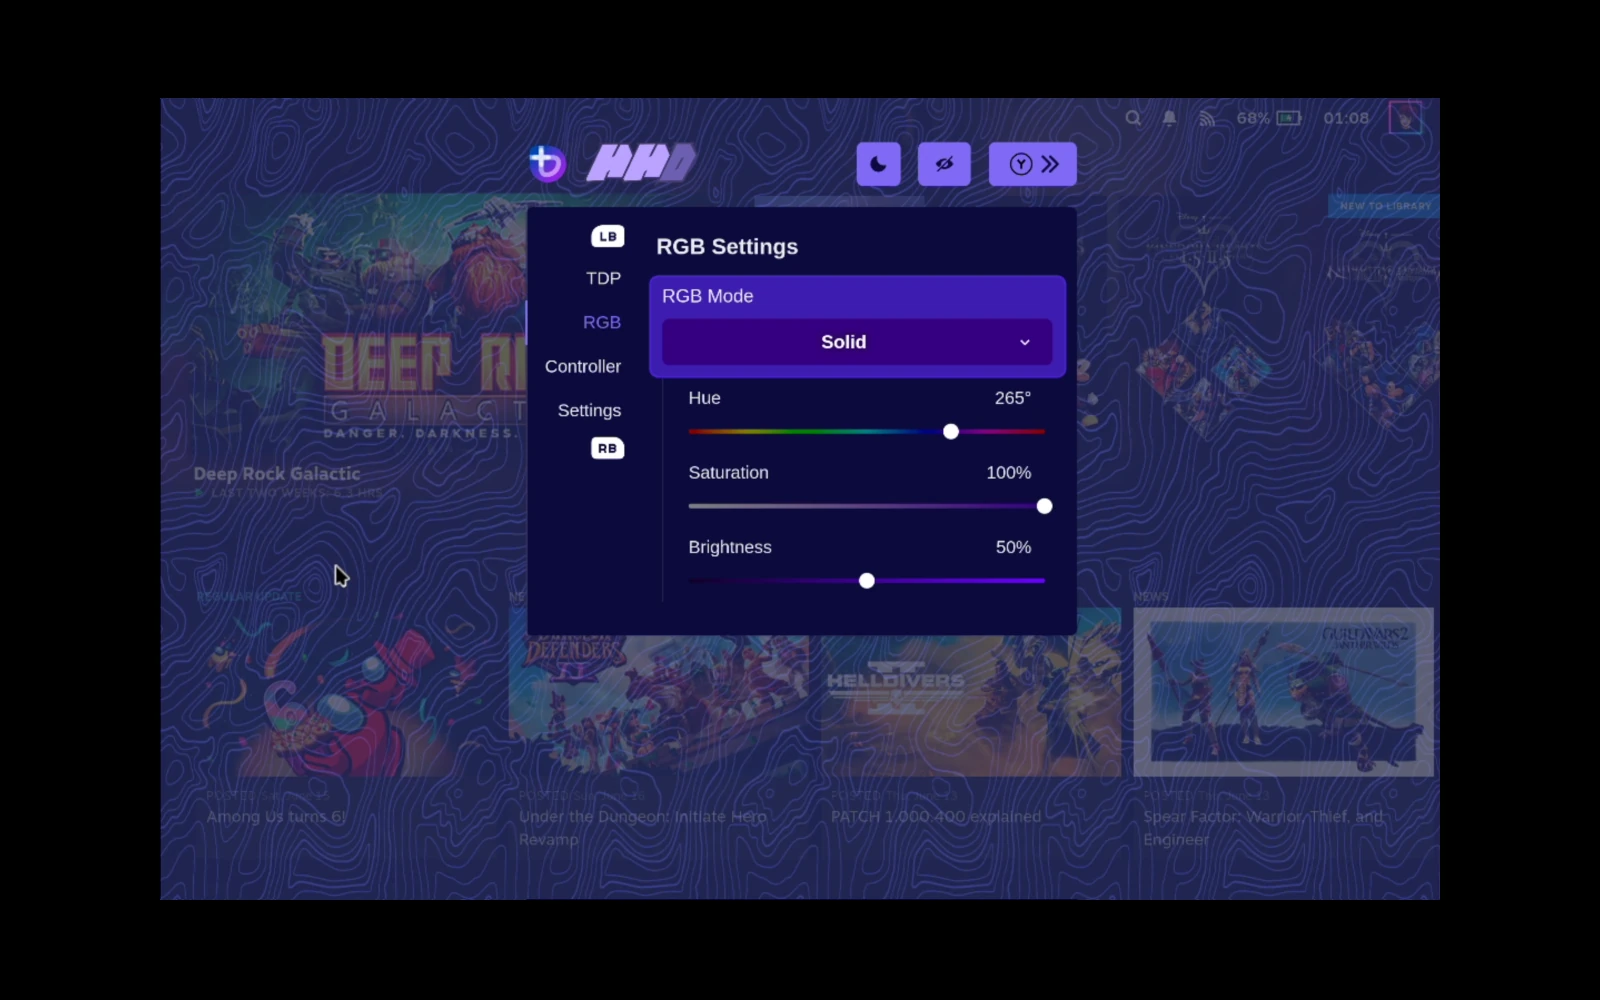 68% 01:08
HHD
Y
NEW TO LIBRARY
LB
TDP
RGB
Controller
Settings
RB
RGB Settings
RGB Mode
Solid
Hue 265°
Saturation 100%
Brightness 50%
DEEP
GALACT
DANGER. DARKNESS.
Deep Rock Galactic
LAST TWO WEEKS: 6.3 HRS
REGULAR UPDATE
NE
NEWS
DEFENDERS
II
HELLDIVERS
II
GUILD WARS 2
Among Us turns 6!
Under the Dungeon: Initiate Hero
Revamp
PATCH 1.000.400 explained
Spear Factor: Warrior, Thief, and
Engineer